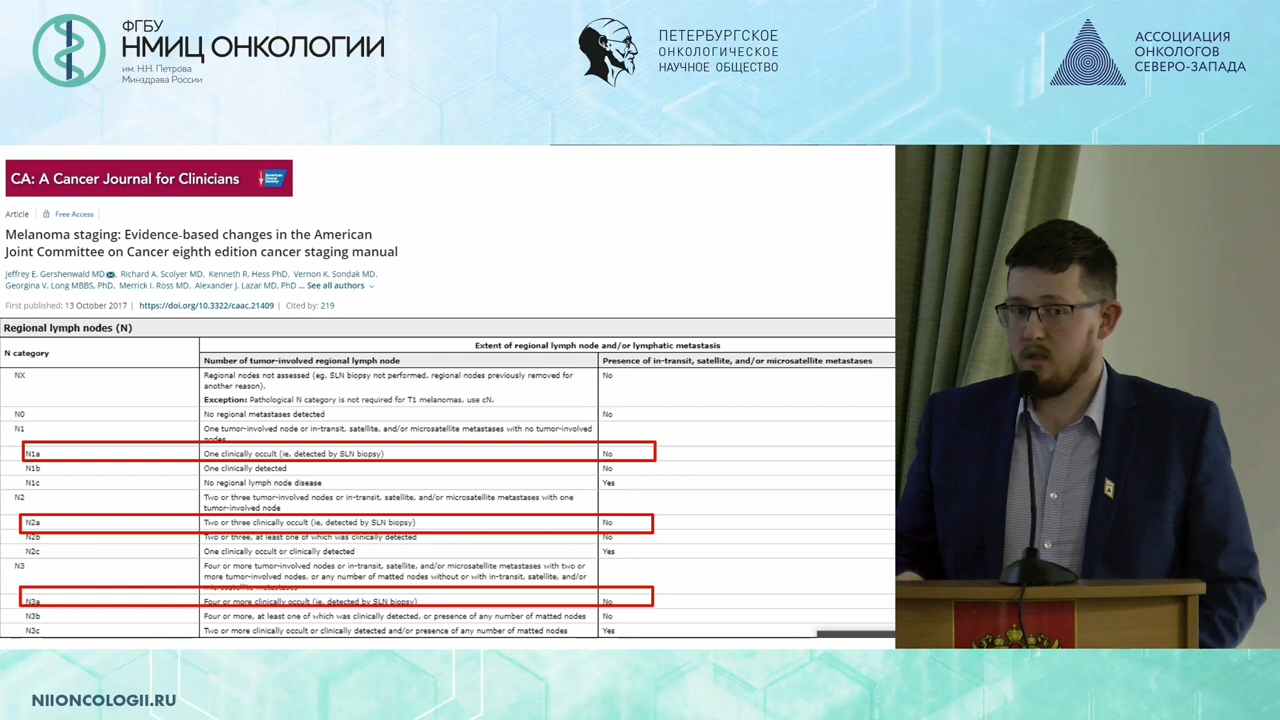 ФГБУ
НМИЦ ОНКОЛОГИИ
им. Н.Н. Петрова
Минздрава России
ПЕТЕРБУРГСКОЕ
ОНКОЛОГИЧЕСКОЕ
НАУЧНОЕ ОБЩЕСТВО
АССОЦИАЦИЯ
ОНКОЛОГОВ
СЕВЕРО-ЗАПАДА
CA: A Cancer Journal for Clinicians
American Cancer Society
Article | Free Access |
Melanoma staging: Evidence‐based changes in the American
Joint Committee on Cancer eighth edition cancer staging manual
Jeffrey E. Gershenwald MD, Richard A. Scolyer MD, Kenneth R. Hess PhD, Vernon K. Sondak MD,
Georgina V. Long MBBS, PhD, Merrick I. Ross MD, Alexander J. Lazar MD, PhD ... See all authors
First published: 13 October 2017 | https://doi.org/10.3322/caac.21409 | Cited by: 219
Regional lymph nodes (N)
N category
Extent of regional lymph node and/or lymphatic metastasis
Number of tumor-involved regional lymph node
Presence of in-transit, satellite, and/or microsatellite metastases
NX
Regional nodes not assessed (eg, SLN biopsy not performed, regional nodes previously removed for
another reason).
Exception: Pathological N category is not required for T1 melanomas, use cN.
No
N0
No regional metastases detected
No
N1
One tumor-involved node or in-transit, satellite, and/or microsatellite metastases with no tumor-involved
nodes
N1a
One clinically occult (ie, detected by SLN biopsy)
No
N1b
One clinically detected
No
N1c
No regional lymph node disease
Yes
N2
Two or three tumor-involved nodes or in-transit, satellite, and/or microsatellite metastases with one
tumor-involved node
N2a
Two or three clinically occult (ie, detected by SLN biopsy)
No
N2b
Two or three, at least one of which was clinically detected
No
N2c
One clinically occult or clinically detected
Yes
N3
Four or more tumor-involved nodes or in-transit, satellite, and/or microsatellite metastases with two or
more tumor-involved nodes, or any number of matted nodes without or with in-transit, satellite, and/or
N3a
Four or more clinically occult (ie, detected by SLN biopsy)
No
N3b
Four or more, at least one of which was clinically detected, or presence of any number of matted nodes
No
N3c
Two or more clinically occult or clinically detected and/or presence of any number of matted nodes
Yes
NIIONCOLOGII.RU